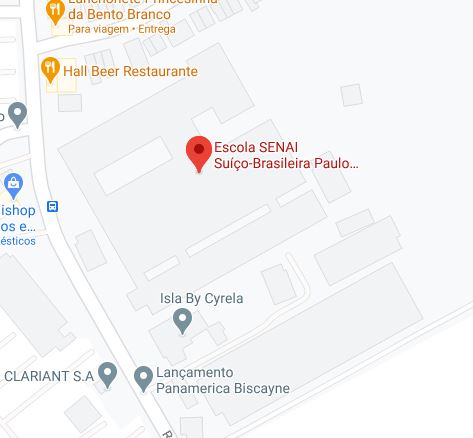 Lanchonete Princesinha
da Bento Branco
Para viagem • Entrega
Hall Beer Restaurante
Escola SENAI
Suíço-Brasileira Paulo...
ishop
os e...
ésticos
Isla By Cyrela
CLARIANT S.A
Lançamento
Panamerica Biscayne